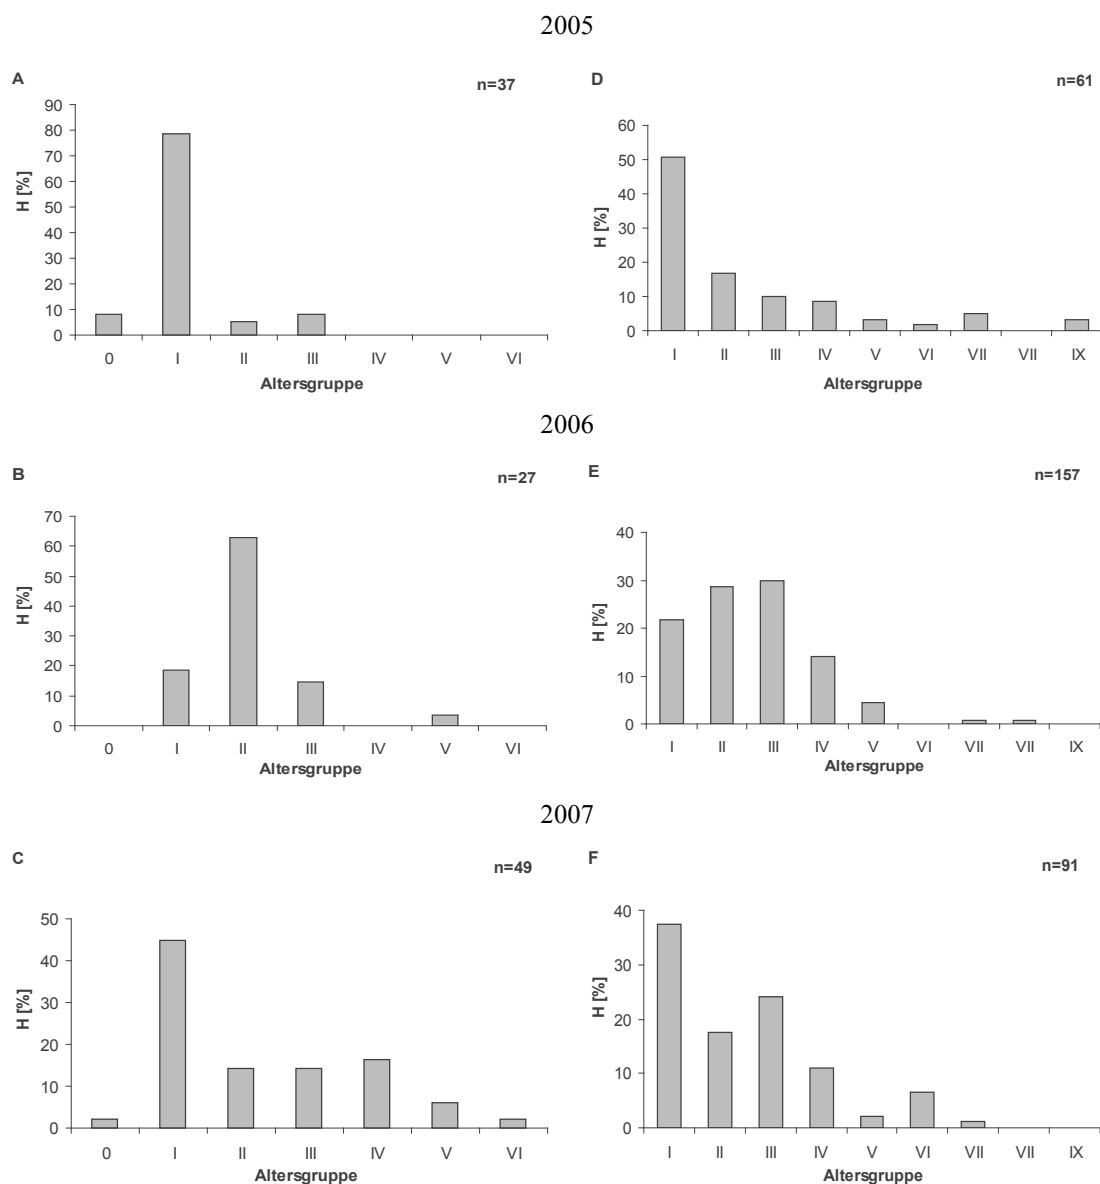 2005
A
n=37
H [%]
90
80
70
60
50
40
30
20
10
0
0 I II III IV V VI
Altersgruppe
D
n=61
H [%]
60
50
40
30
20
10
0
I II III IV V VI VII VII IX
Altersgruppe
2006
B
n=27
H [%]
70
60
50
40
30
20
10
0
0 I II III IV V VI
Altersgruppe
E
n=157
H [%]
40
30
20
10
0
I II III IV V VI VII VII IX
Altersgruppe
2007
C
n=49
H [%]
50
40
30
20
10
0
0 I II III IV V VI
Altersgruppe
F
n=91
H [%]
40
30
20
10
0
I II III IV V VI VII VII IX
Altersgruppe